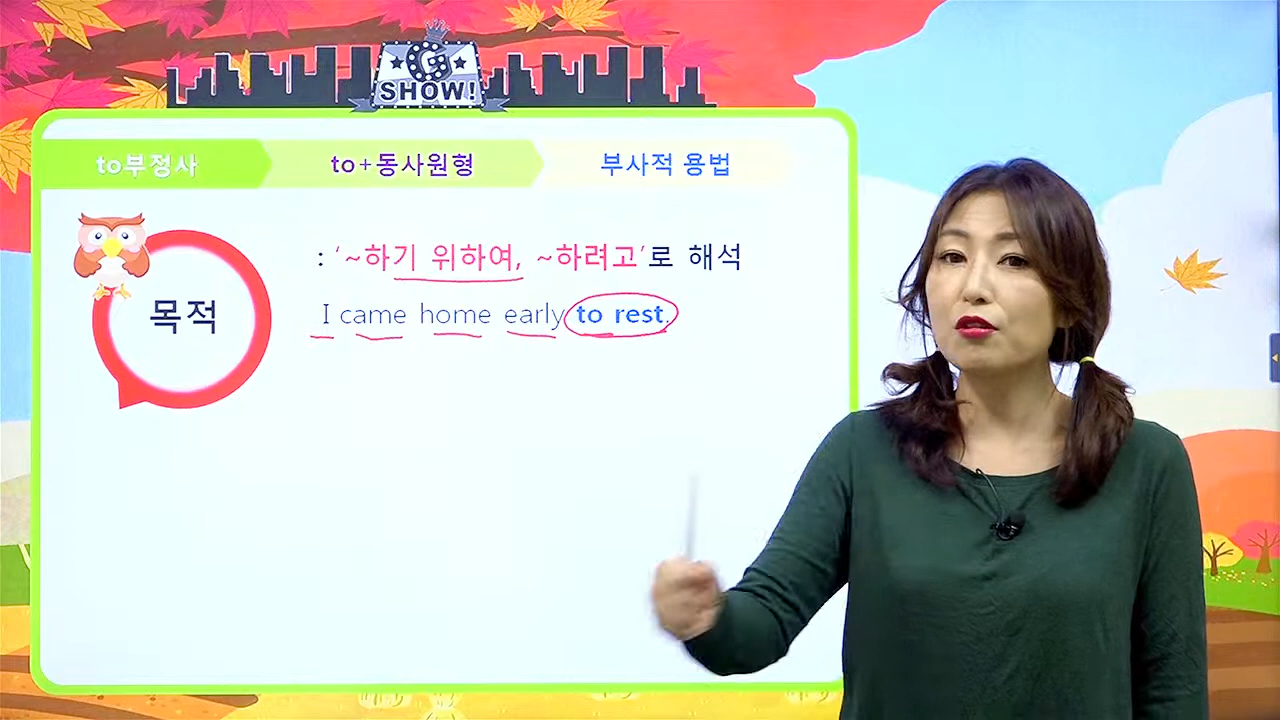 G
SHOW!
to부정사 to+동사원형 부사적 용법
목적
: ‘~하기 위하여, ~하려고’로 해석
I came home early to rest.